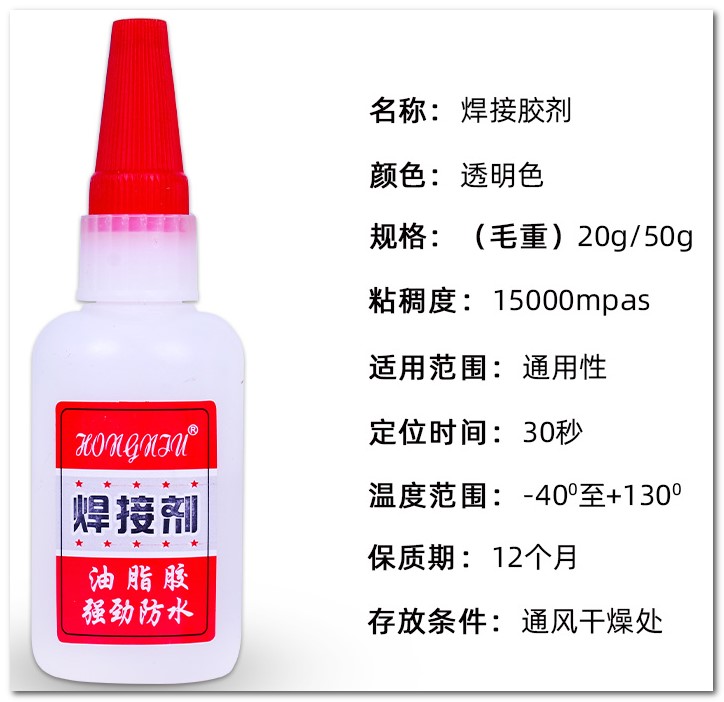 HONGNIU®
焊接剂
油脂胶
强劲防水
名称：焊接胶剂
颜色：透明色
规格：（毛重）20g/50g
粘稠度：15000mpas
适用范围：通用性
定位时间：30秒
温度范围：-40⁰至+130⁰
保质期：12个月
存放条件：通风干燥处